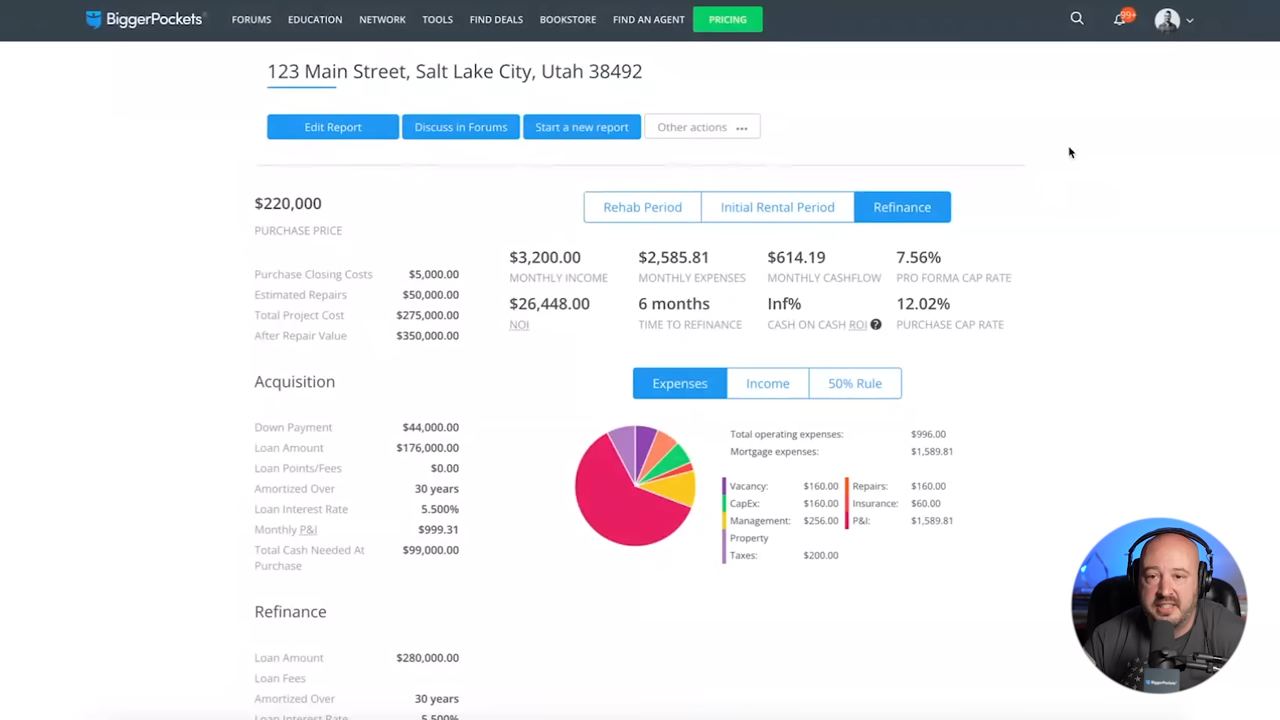 BiggerPockets
FORUMS EDUCATION NETWORK TOOLS FIND DEALS BOOKSTORE FIND AN AGENT PRICING
99+
123 Main Street, Salt Lake City, Utah 38492
Edit Report Discuss in Forums Start a new report Other actions •••
$220,000
PURCHASE PRICE
Purchase Closing Costs $5,000.00
Estimated Repairs $50,000.00
Total Project Cost $275,000.00
After Repair Value $350,000.00
Acquisition
Down Payment $44,000.00
Loan Amount $176,000.00
Loan Points/Fees $0.00
Amortized Over 30 years
Loan Interest Rate 5.500%
Monthly P&I $999.31
Total Cash Needed At $99,000.00
Purchase
Refinance
Loan Amount $280,000.00
Loan Fees
Amortized Over 30 years
Loan Interest Rate 5.500%
Rehab Period Initial Rental Period Refinance
$3,200.00 $2,585.81 $614.19 7.56%
MONTHLY INCOME MONTHLY EXPENSES MONTHLY CASHFLOW PRO FORMA CAP RATE
$26,448.00 6 months Inf% 12.02%
NOI TIME TO REFINANCE CASH ON CASH ROI ? PURCHASE CAP RATE
Expenses Income 50% Rule
Total operating expenses: $996.00
Mortgage expenses: $1,589.81
Vacancy: $160.00 Repairs: $160.00
CapEx: $160.00 Insurance: $60.00
Management: $256.00 P&I: $1,589.81
Property
Taxes: $200.00
BiggerPockets